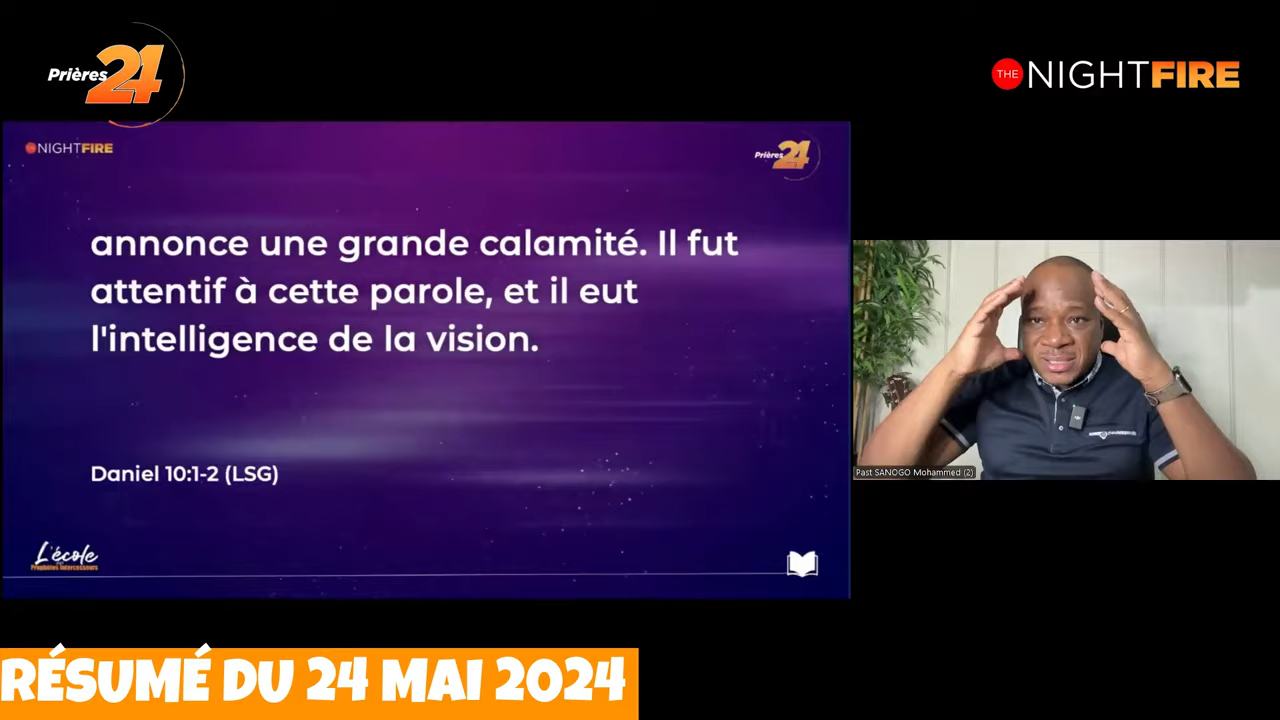 Prières 24
THE NIGHTFIRE
NIGHTFIRE
Prières 24
annonce une grande calamité. Il fut
attentif à cette parole, et il eut
l'intelligence de la vision.
Daniel 10:1-2 (LSG)
L'école
Prophètes Intercesseurs
Past SANOGO Mohammed (2)
RÉSUMÉ DU 24 MAI 2024